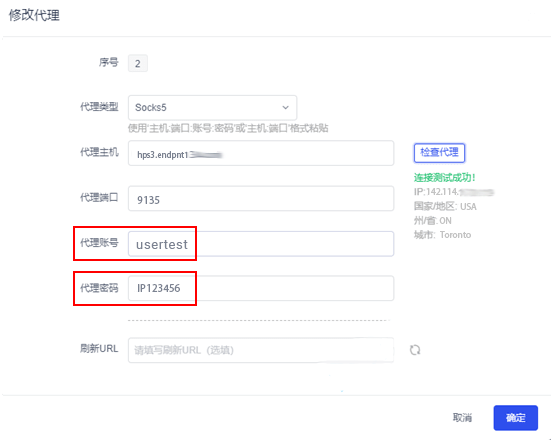 修改代理
序号 2
代理类型 Socks5
使用'主机:端口:账号:密码'或'主机:端口'格式粘贴
代理主机 hps3.endpnt1 检查代理
连接测试成功!
IP:142.114.
代理端口 9135 国家/地区: USA
州/省: ON
代理账号 usertest 城市: Toronto
代理密码 IP123456
刷新URL 请填写刷新URL（选填）
取消 确定